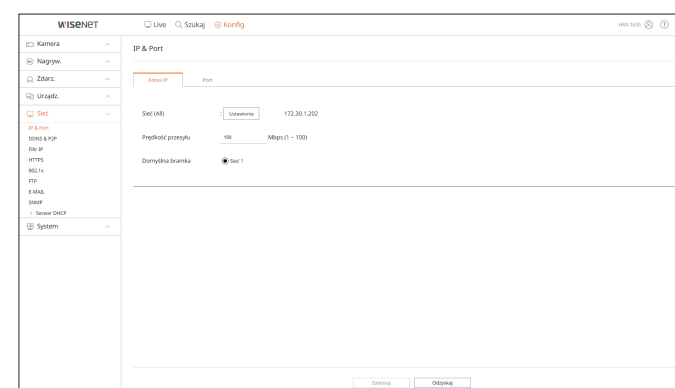 WISENET
Live Szukaj Konfig
HRX-1635
Kamera
Nagryw.
Zdarz.
Urządz.
Sieć
IP & Port
DDNS & P2P
Filtr IP
HTTPS
802.1x
FTP
E-MAIL
SNMP
Serwer DHCP
System
IP & Port
Adres IP Port
Sieć (All) : Ustawienia 172.30.1.202
Prędkość przesyłu 100 Mbps (1 ~ 100)
Domyślna bramka Sieć 1
Zastosuj Odzyskaj